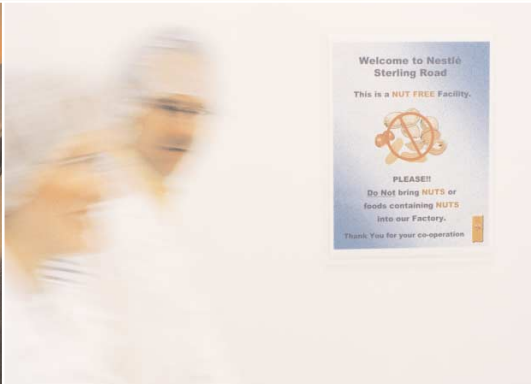 Welcome to Nestlé
Sterling Road
This is a NUT FREE Facility.
PLEASE!!
Do Not bring NUTS or
foods containing NUTS
into our Factory.
Thank You for your co-operation